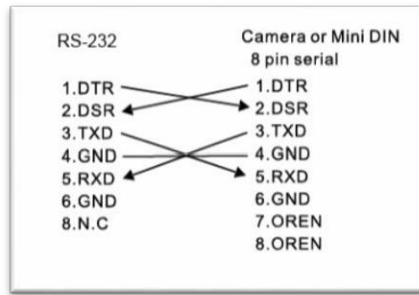 RS-232
Camera or Mini DIN
8 pin serial
1.DTR
2.DSR
3.TXD
4.GND
5.RXD
6.GND
8.N.C
1.DTR
2.DSR
3.TXD
4.GND
5.RXD
6.GND
7.OREN
8.OREN